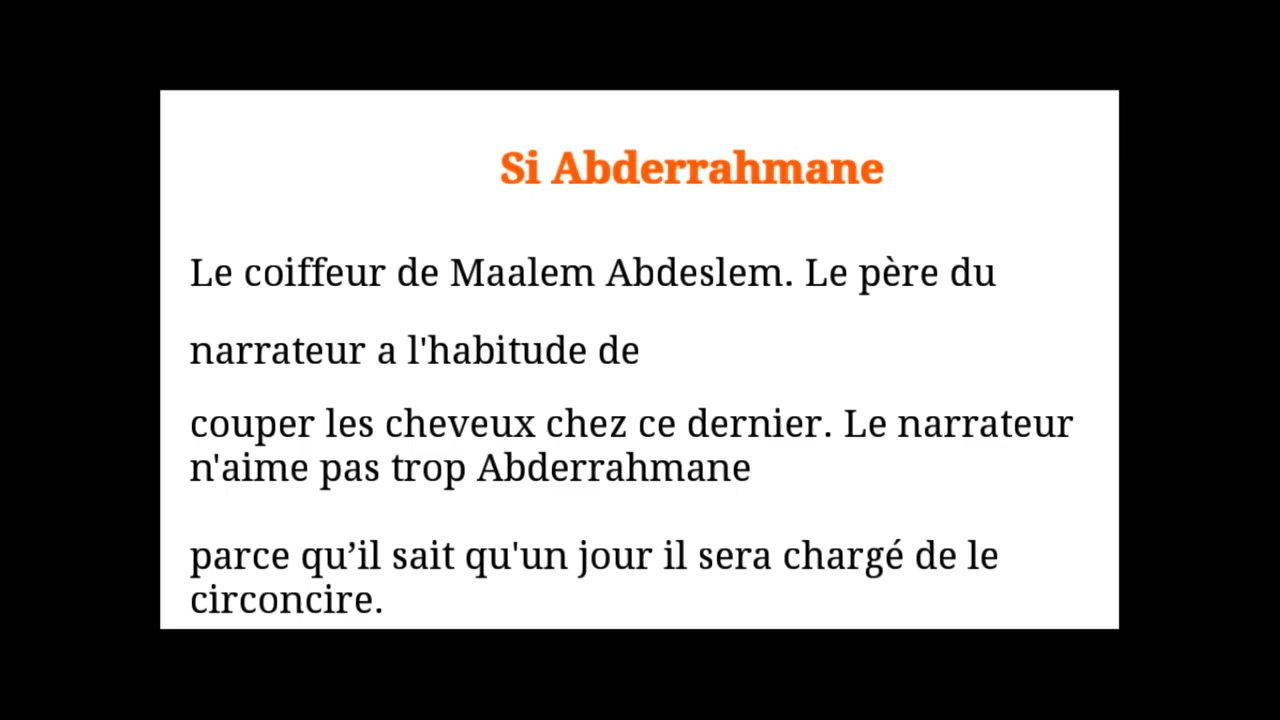 Si Abderrahmane
Le coiffeur de Maalem Abdeslem. Le père du
narrateur a l'habitude de
couper les cheveux chez ce dernier. Le narrateur
n'aime pas trop Abderrahmane
parce qu’il sait qu'un jour il sera chargé de le
circoncire.